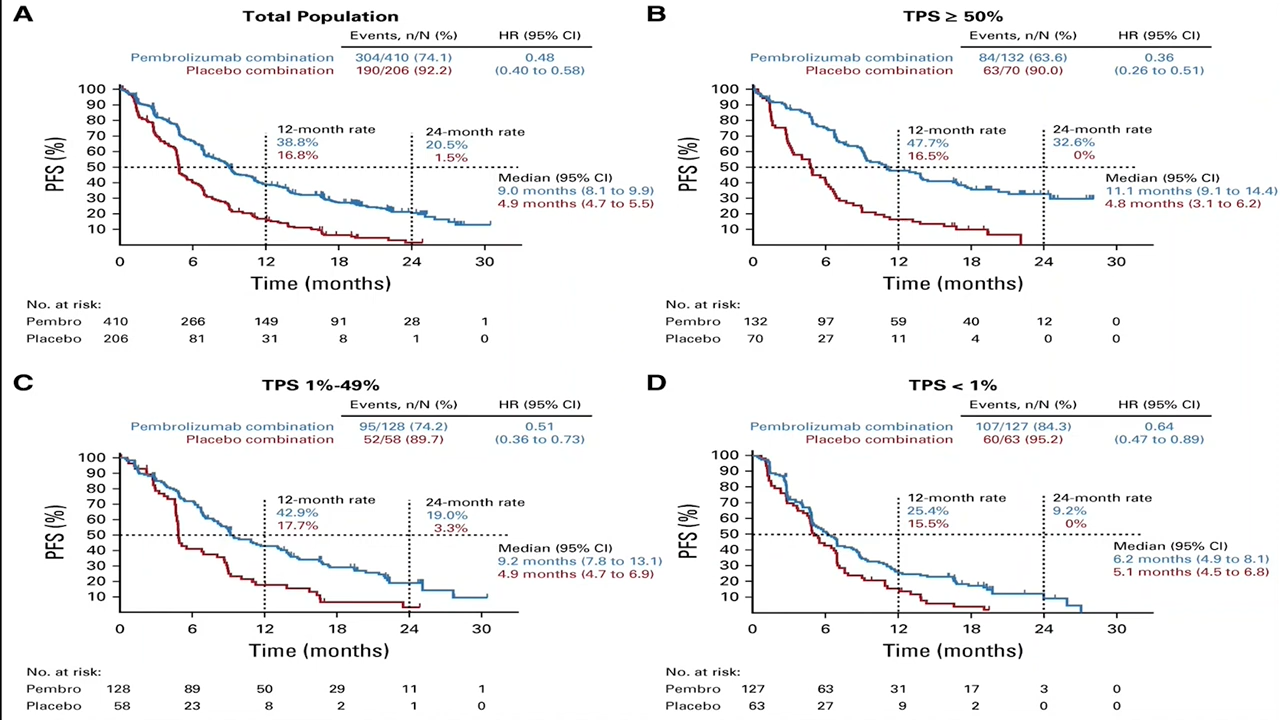 A
Total Population
Events, n/N (%) HR (95% CI)
Pembrolizumab combination 304/410 (74.1) 0.48
Placebo combination 190/206 (92.2) (0.40 to 0.58)
PFS (%)
100
90
80
70
60
50
40
30
20
10
12-month rate
38.8%
16.8%
24-month rate
20.5%
1.5%
Median (95% CI)
9.0 months (8.1 to 9.9)
4.9 months (4.7 to 5.5)
0 6 12 18 24 30
Time (months)
No. at risk:
Pembro 410 266 149 91 28 1
Placebo 206 81 31 8 1 0
B
TPS ≥ 50%
Events, n/N (%) HR (95% CI)
Pembrolizumab combination 84/132 (63.6) 0.36
Placebo combination 63/70 (90.0) (0.26 to 0.51)
PFS (%)
100
90
80
70
60
50
40
30
20
10
12-month rate
47.7%
16.5%
24-month rate
32.6%
0%
Median (95% CI)
11.1 months (9.1 to 14.4)
4.8 months (3.1 to 6.2)
0 6 12 18 24 30
Time (months)
No. at risk:
Pembro 132 97 59 40 12 0
Placebo 70 27 11 4 0 0
C
TPS 1%-49%
Events, n/N (%) HR (95% CI)
Pembrolizumab combination 95/128 (74.2) 0.51
Placebo combination 52/58 (89.7) (0.36 to 0.73)
PFS (%)
100
90
80
70
60
50
40
30
20
10
12-month rate
42.9%
17.7%
24-month rate
19.0%
3.3%
Median (95% CI)
9.2 months (7.8 to 13.1)
4.9 months (4.7 to 6.9)
0 6 12 18 24 30
Time (months)
No. at risk:
Pembro 128 89 50 29 11 1
Placebo 58 23 8 2 1 0
D
TPS < 1%
Events, n/N (%) HR (95% CI)
Pembrolizumab combination 107/127 (84.3) 0.64
Placebo combination 60/63 (95.2) (0.47 to 0.89)
PFS (%)
100
90
80
70
60
50
40
30
20
10
12-month rate
25.4%
15.5%
24-month rate
9.2%
0%
Median (95% CI)
6.2 months (4.9 to 8.1)
5.1 months (4.5 to 6.8)
0 6 12 18 24 30
Time (months)
No. at risk:
Pembro 127 63 31 17 3 0
Placebo 63 27 9 2 0 0